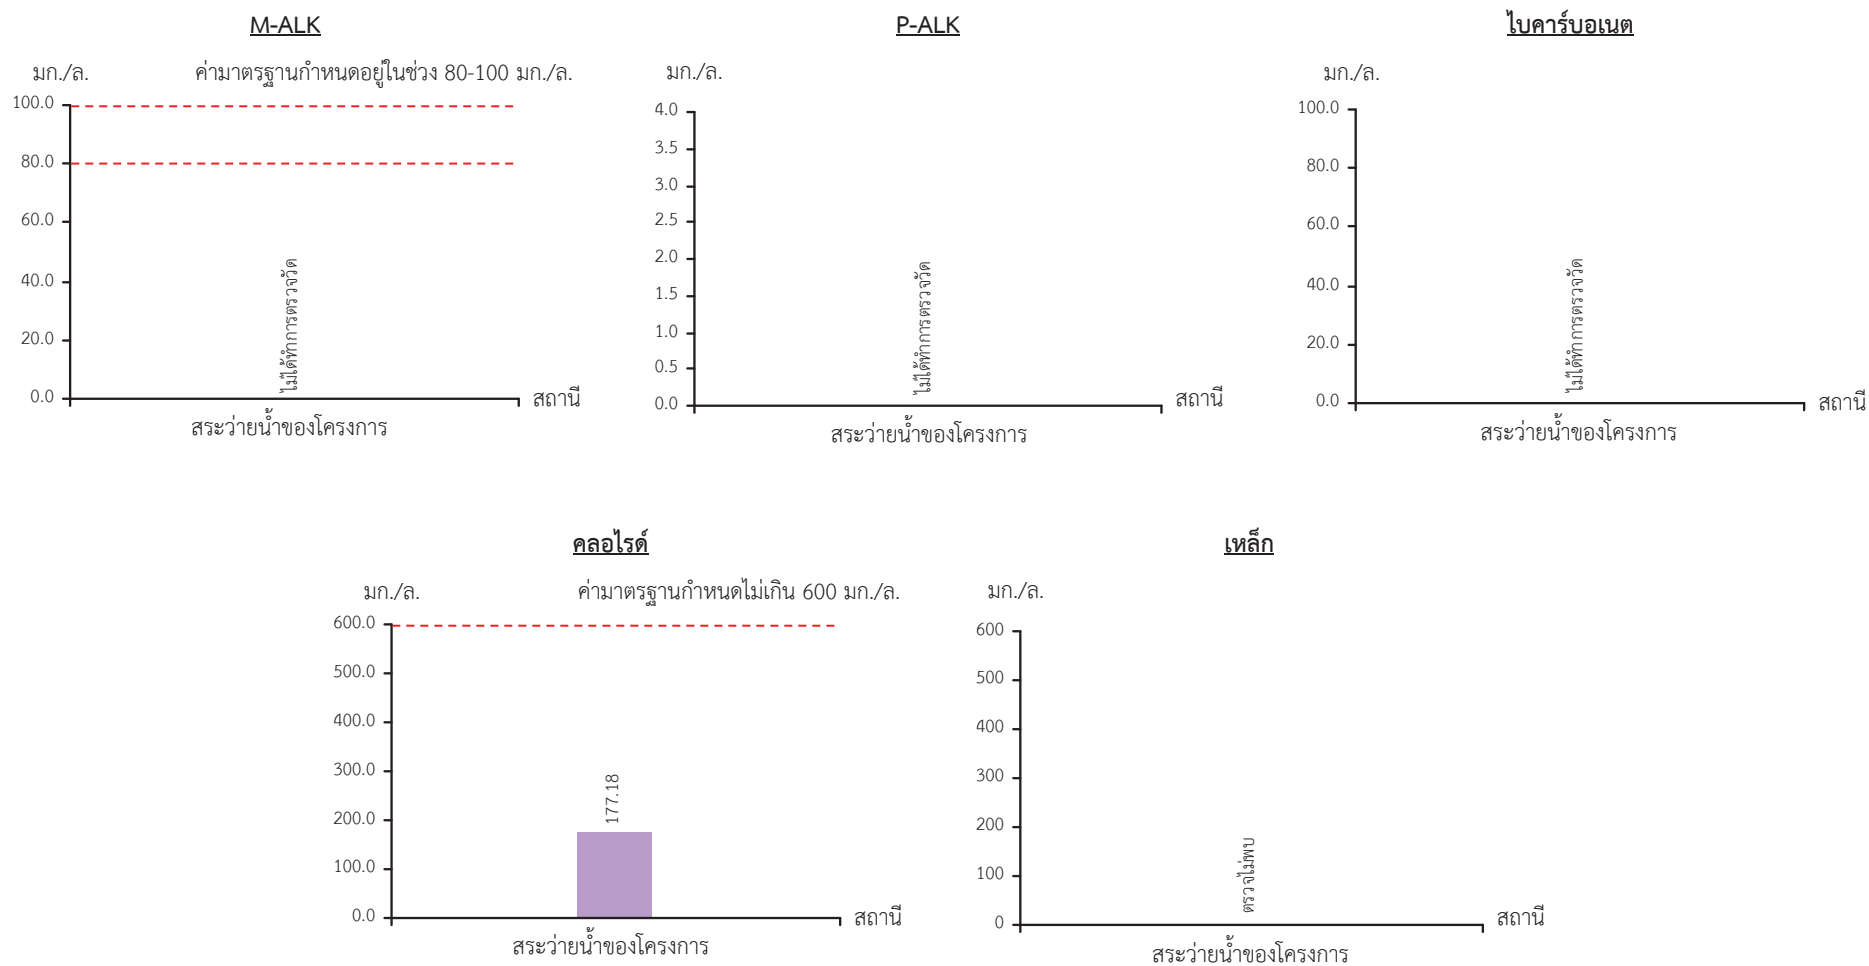 M-ALK
มก./ล.
ค่ามาตรฐานกำหนดอยู่ในช่วง 80-100 มก./ล.
100.0
80.0
60.0
40.0
20.0
0.0
ไม่ได้ทำการตรวจวัด
สถานี
สระว่ายน้ำของโครงการ
P-ALK
มก./ล.
4.0
3.5
3.0
2.5
2.0
1.5
1.0
0.5
0.0
ไม่ได้ทำการตรวจวัด
สถานี
สระว่ายน้ำของโครงการ
ไบคาร์บอเนต
มก./ล.
100.0
80.0
60.0
40.0
20.0
0.0
ไม่ได้ทำการตรวจวัด
สถานี
สระว่ายน้ำของโครงการ
คลอไรด์
มก./ล.
ค่ามาตรฐานกำหนดไม่เกิน 600 มก./ล.
600.0
500.0
400.0
300.0
200.0
100.0
0.0
177.18
สถานี
สระว่ายน้ำของโครงการ
เหล็ก
มก./ล.
600
500
400
300
200
100
0
ตรวจไม่พบ
สถานี
สระว่ายน้ำของโครงการ